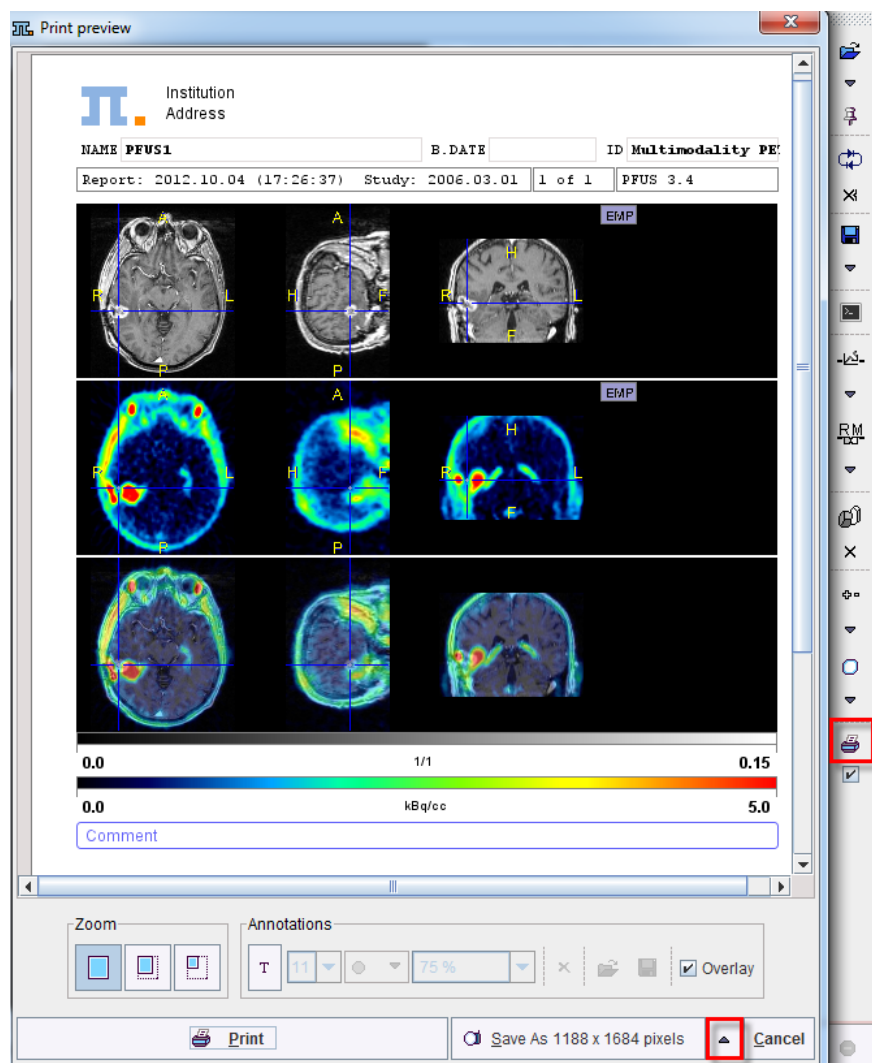 Print preview
Institution
Address
NAME PFUS1 B.DATE ID Multimodality PE
Report: 2012.10.04 (17:26:37) Study: 2006.03.01 1 of 1 PFUS 3.4
A A EMP
H
R L H F R L
F
P P
A A EMP
H
R L H F R L
F
P P
0.0 1/1 0.15
0.0 kBq/cc 5.0
Comment
Zoom Annotations
T 11 75 % Overlay
Print Save As 1188 x 1684 pixels Cancel
RM